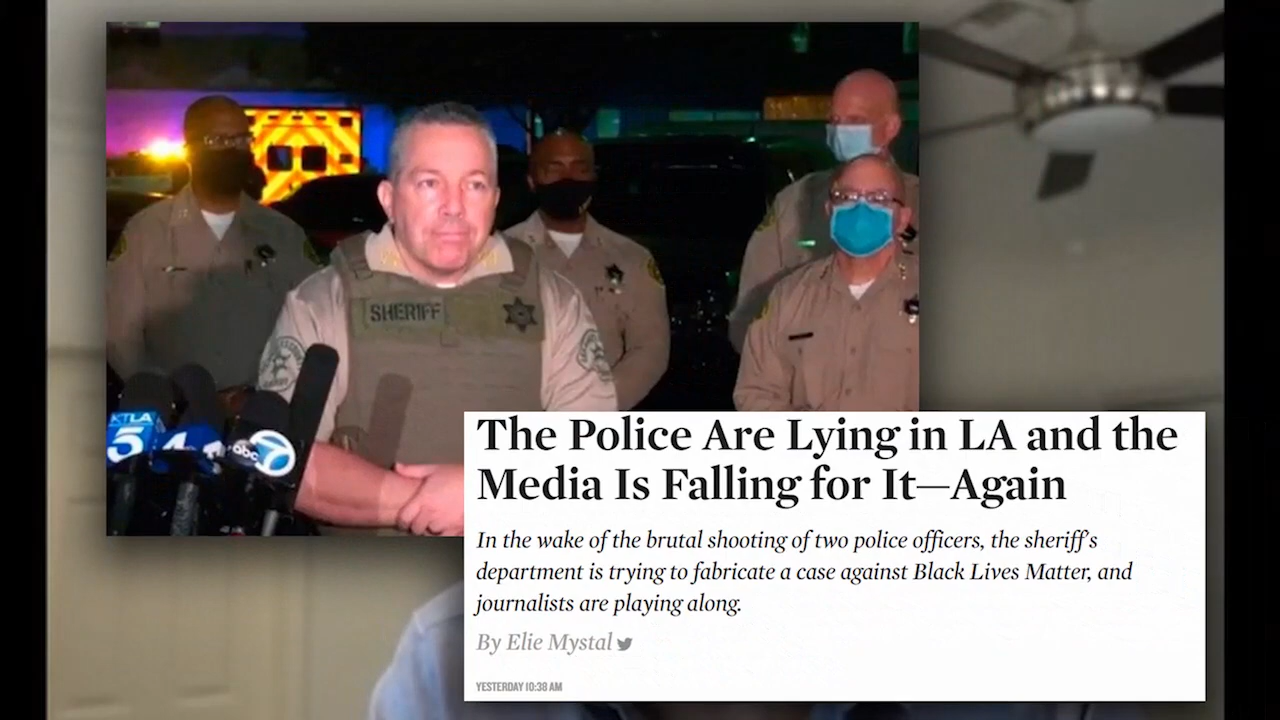 SHERIFF
KTLA
5
4
abc 7
The Police Are Lying in LA and the
Media Is Falling for It—Again
In the wake of the brutal shooting of two police officers, the sheriff's
department is trying to fabricate a case against Black Lives Matter, and
journalists are playing along.
By Elie Mystal
YESTERDAY 10:38 AM